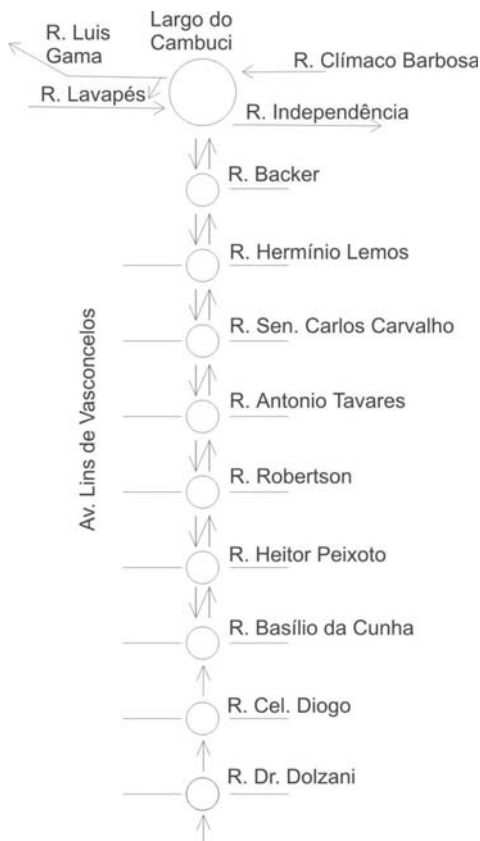 Largo do
Cambuci
R. Luis
Gama
R. Clímaco Barbosa
R. Lavapés
R. Independência
R. Backer
R. Hermínio Lemos
R. Sen. Carlos Carvalho
R. Antonio Tavares
Av. Lins de Vasconcelos
R. Robertson
R. Heitor Peixoto
R. Basílio da Cunha
R. Cel. Diogo
R. Dr. Dolzani